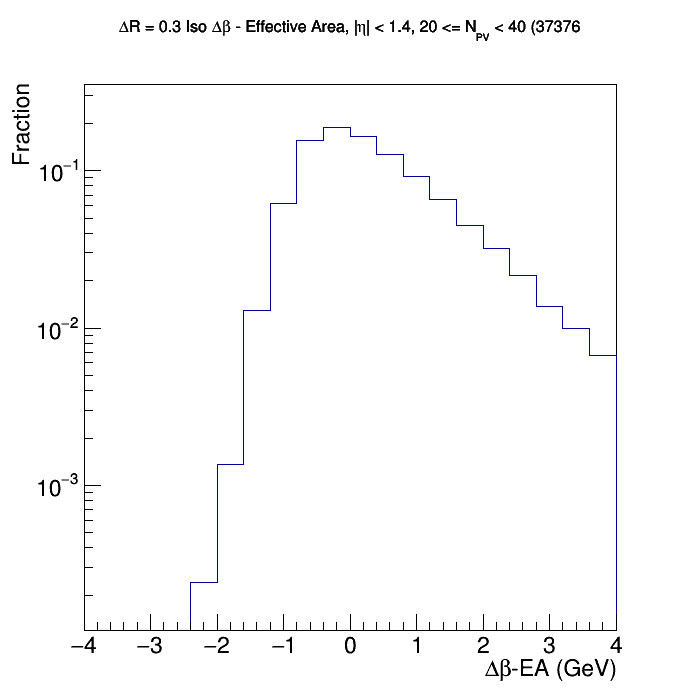 ΔR = 0.3 Iso Δβ - Effective Area, |η| < 1.4, 20 <= N_PV < 40 (37376
Fraction
10^−1
10^−2
10^−3
−4 −3 −2 −1 0 1 2 3 4
Δβ-EA (GeV)